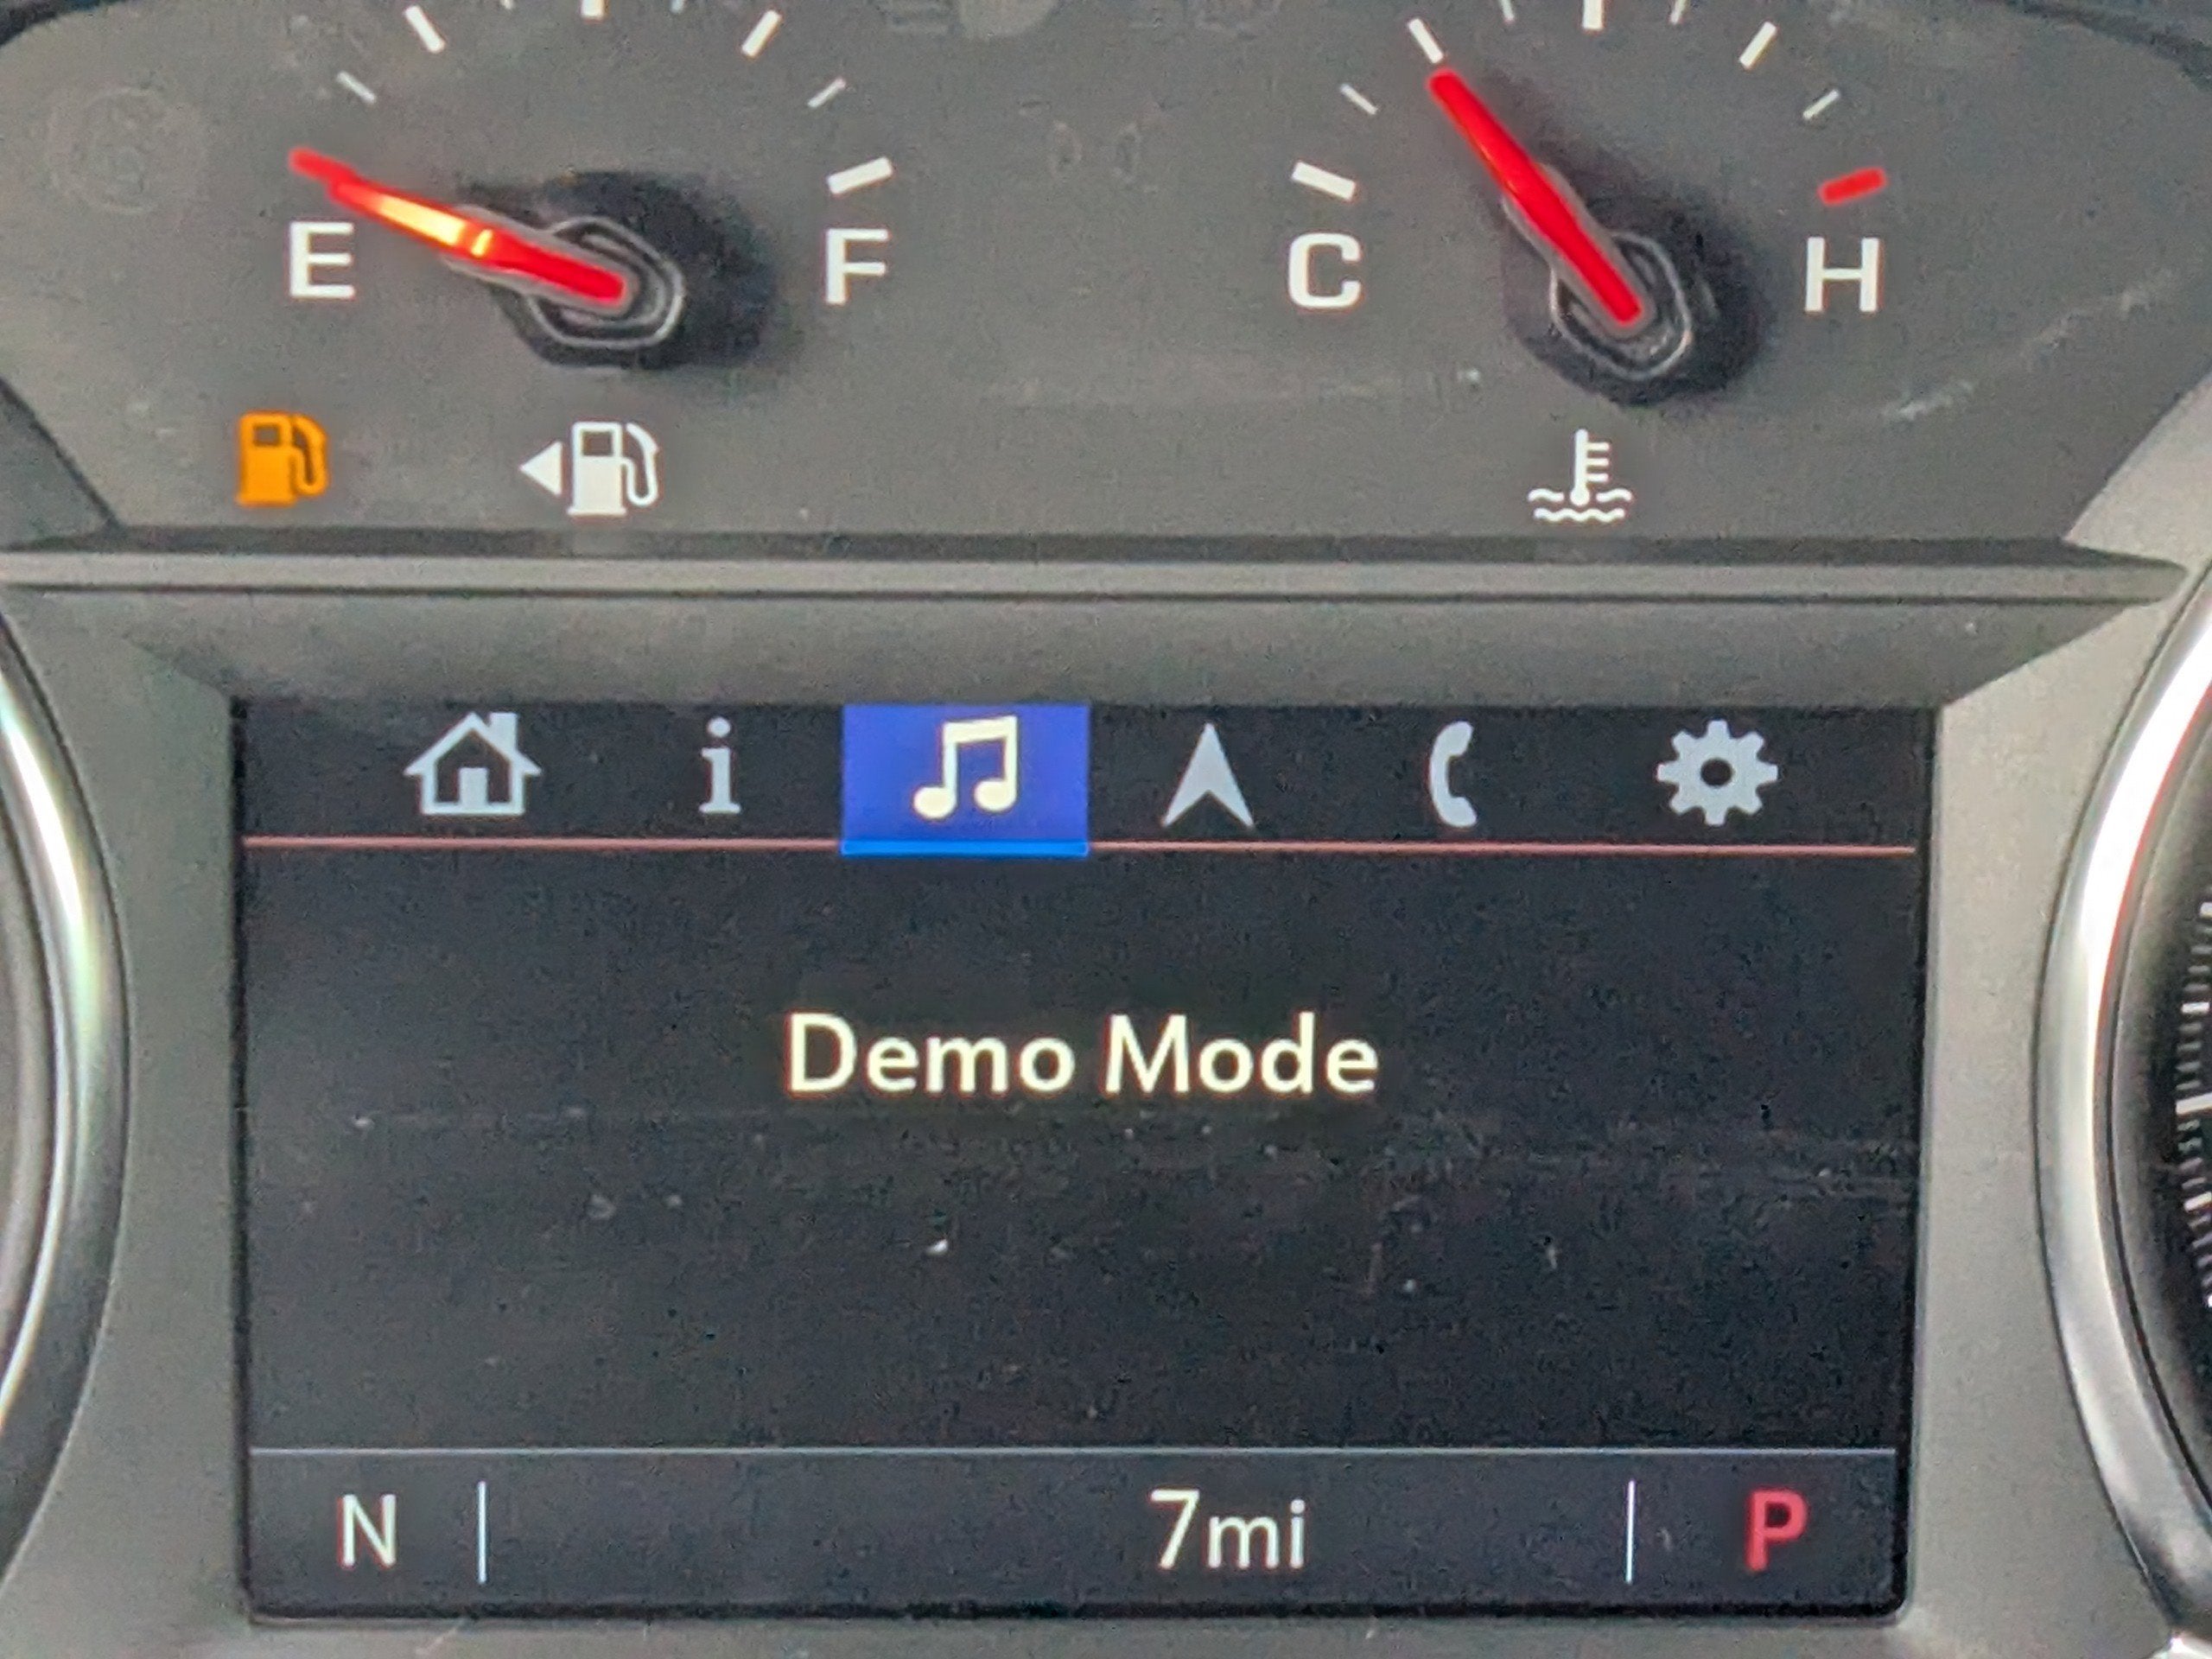 E F C H
i
Demo Mode
N 7mi P